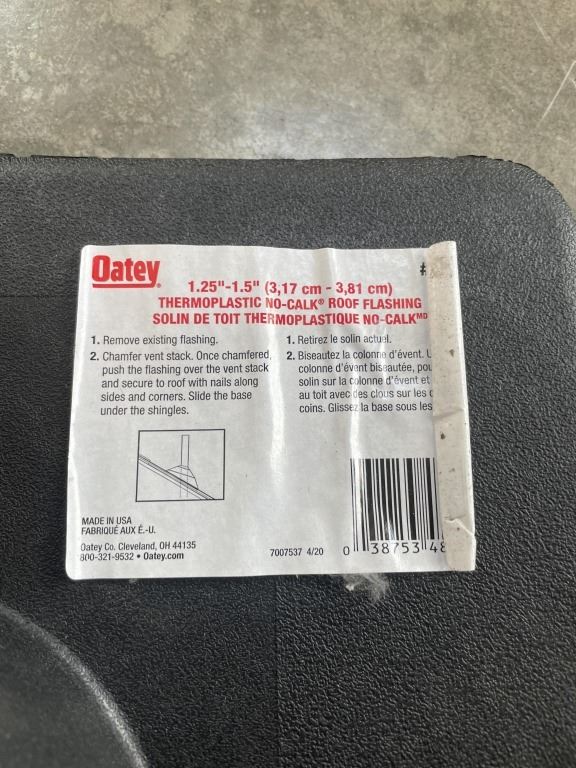 Oatey
#
1.25"-1.5" (3,17 cm - 3,81 cm)
THERMOPLASTIC NO-CALK® ROOF FLASHING
SOLIN DE TOIT THERMOPLASTIQUE NO-CALK MD
1. Remove existing flashing.
2. Chamfer vent stack. Once chamfered,
push the flashing over the vent stack
and secure to roof with nails along
sides and corners. Slide the base
under the shingles.
1. Retirez le solin actuel.
2. Biseautez la colonne d'évent.
colonne d'évent biseautée,
solin sur la colonne d'évent et
au toit avec des clous sur les
coins. Glissez la base sous les
MADE IN USA
FABRIQUÉ AUX É.-U.
Oatey Co. Cleveland, OH 44135
800-321-9532 • Oatey.com
7007537 4/20
0 38753 48